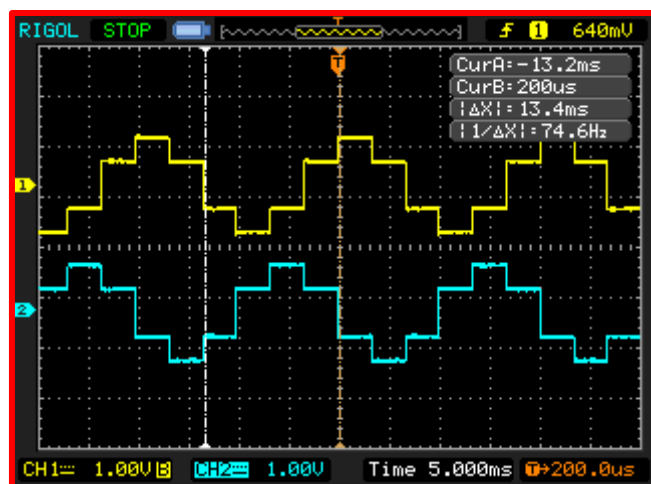 RIGOL STOP T f 1 640mV
T
CurA=-13.2ms
CurB=200us
|ΔX|=13.4ms
|1/ΔX|=74.6Hz
1
2
CH1 1.00V B CH2 1.00V Time 5.000ms T→200.0us